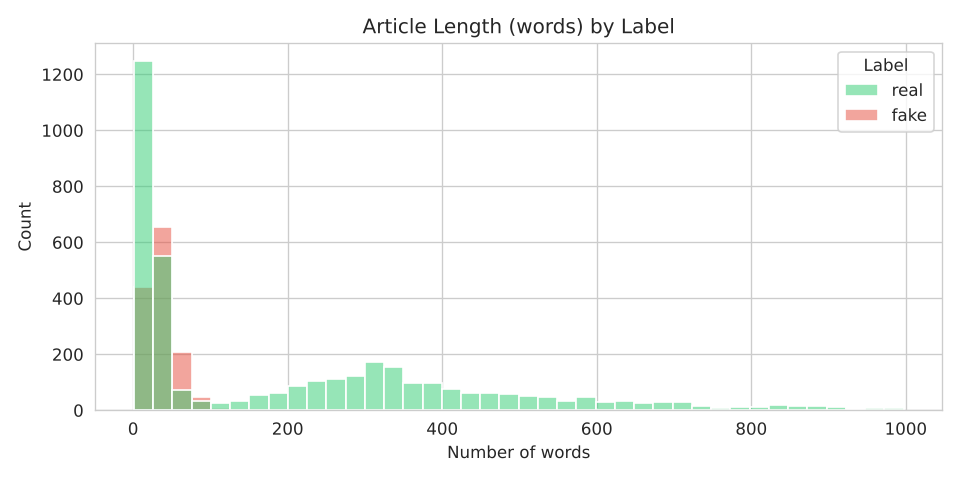 Article Length (words) by Label
Label
real
fake
Count
1200
1000
800
600
400
200
0
0 200 400 600 800 1000
Number of words